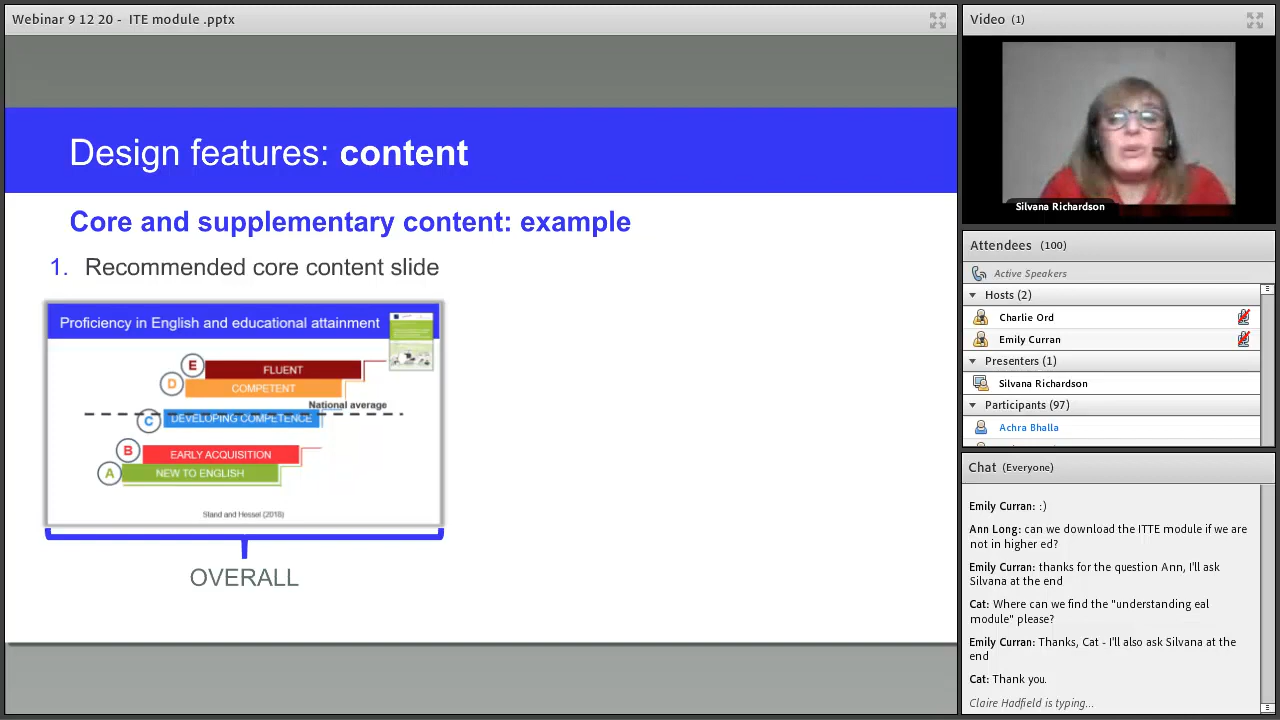 Webinar 9 12 20 - ITE module .pptx
Design features: content
Core and supplementary content: example
1. Recommended core content slide
Proficiency in English and educational attainment
E FLUENT
D COMPETENT
National average
C DEVELOPING COMPETENCE
B EARLY ACQUISITION
A NEW TO ENGLISH
Stand and Hessel (2018)
OVERALL
Video (1)
Silvana Richardson
Attendees (100)
Active Speakers
Hosts (2)
Charlie Ord
Emily Curran
Presenters (1)
Silvana Richardson
Participants (97)
Achra Bhalla
Chat (Everyone)
Emily Curran: :)
Ann Long: can we download the ITTE module if we are
not in higher ed?
Emily Curran: thanks for the question Ann, I'll ask
Silvana at the end
Cat: Where can we find the "understanding eal
module" please?
Emily Curran: Thanks, Cat - I'll also ask Silvana at the
end
Cat: Thank you.
Claire Hadfield is typing...